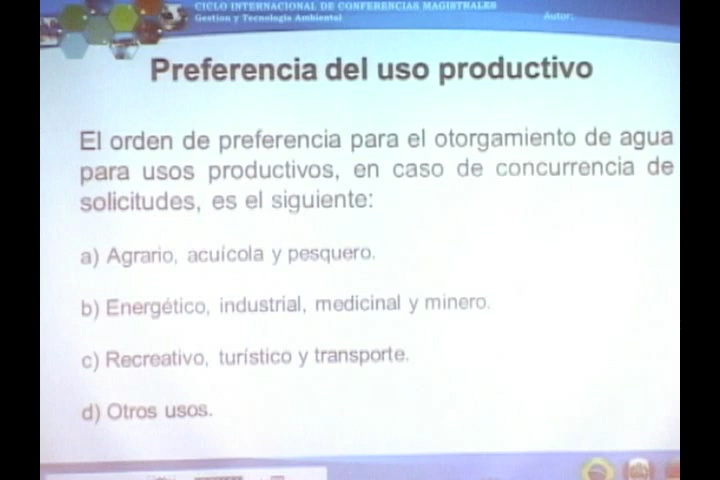 CICLO INTERNACIONAL DE CONFERENCIAS MAGISTRALES
Gestion y Tecnologia Ambiental
Autor:
Preferencia del uso productivo
El orden de preferencia para el otorgamiento de agua
para usos productivos, en caso de concurrencia de
solicitudes, es el siguiente:
a) Agrario, acuícola y pesquero.
b) Energético, industrial, medicinal y minero.
c) Recreativo, turístico y transporte.
d) Otros usos.